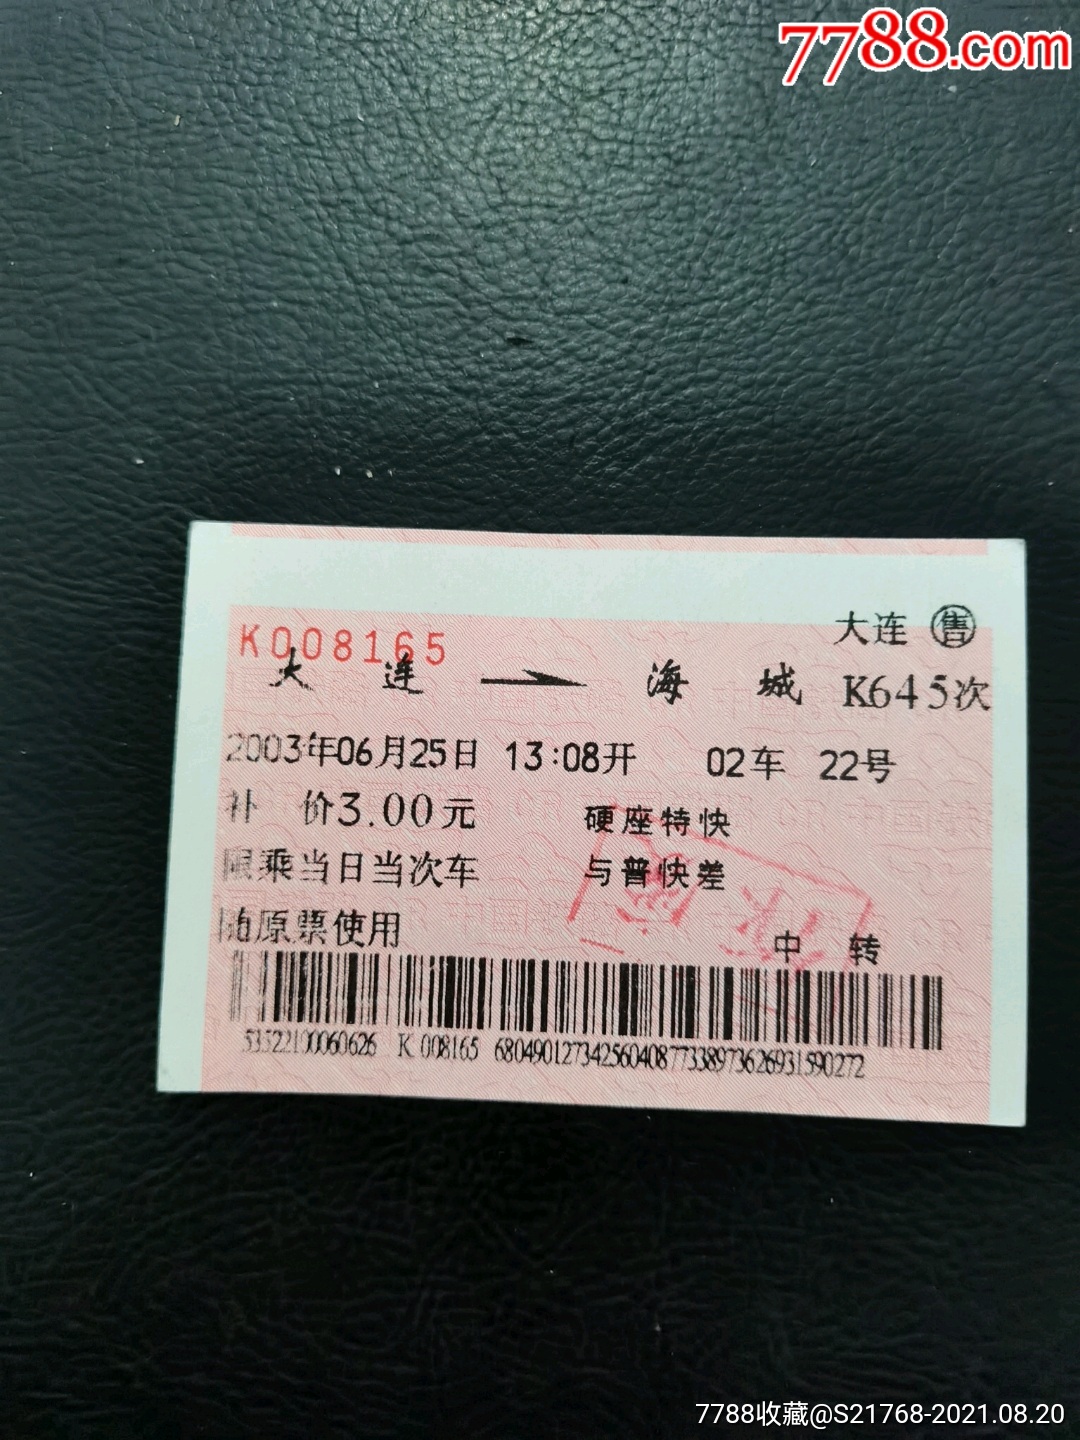 7788.com
大连 售
K008165
大连 海城 K645次
2003年06月25日 13:08开 02车 22号
补 价3.00元 硬座特快
限乘当日当次车 与普快差
随原票使用
中 转
53522100060626 K 008165 68049012734256040877338973626931590272
7788收藏@S21768-2021.08.20